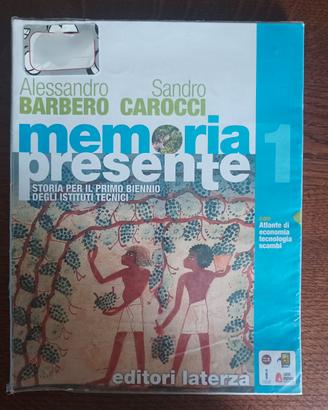 Alessandro Sandro
BARBERO CAROCCI
memoria
presente 1
STORIA PER IL PRIMO BIENNIO
DEGLI ISTITUTI TECNICI
con
Atlante di
economia
tecnologia
scambi
editori laterza